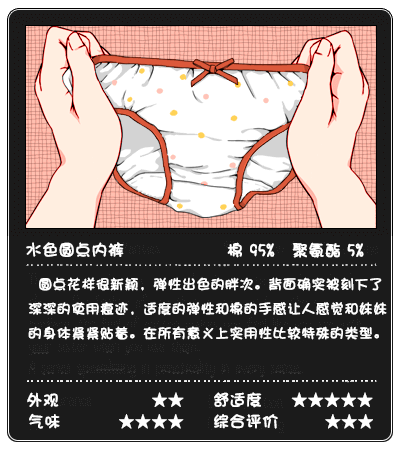 水色圆点内裤 棉 95% 聚氨酯 5%
圆点花样很新颖，弹性出色的胖次。背面确实被刻下了
深深的使用痕迹，适度的弹性和棉的手感让人感觉和妹妹
的身体紧紧贴着。在所有意义上实用性比较特殊的类型。
外观 ★★ 舒适度 ★★★★★
气味 ★★★★ 综合评价 ★★★